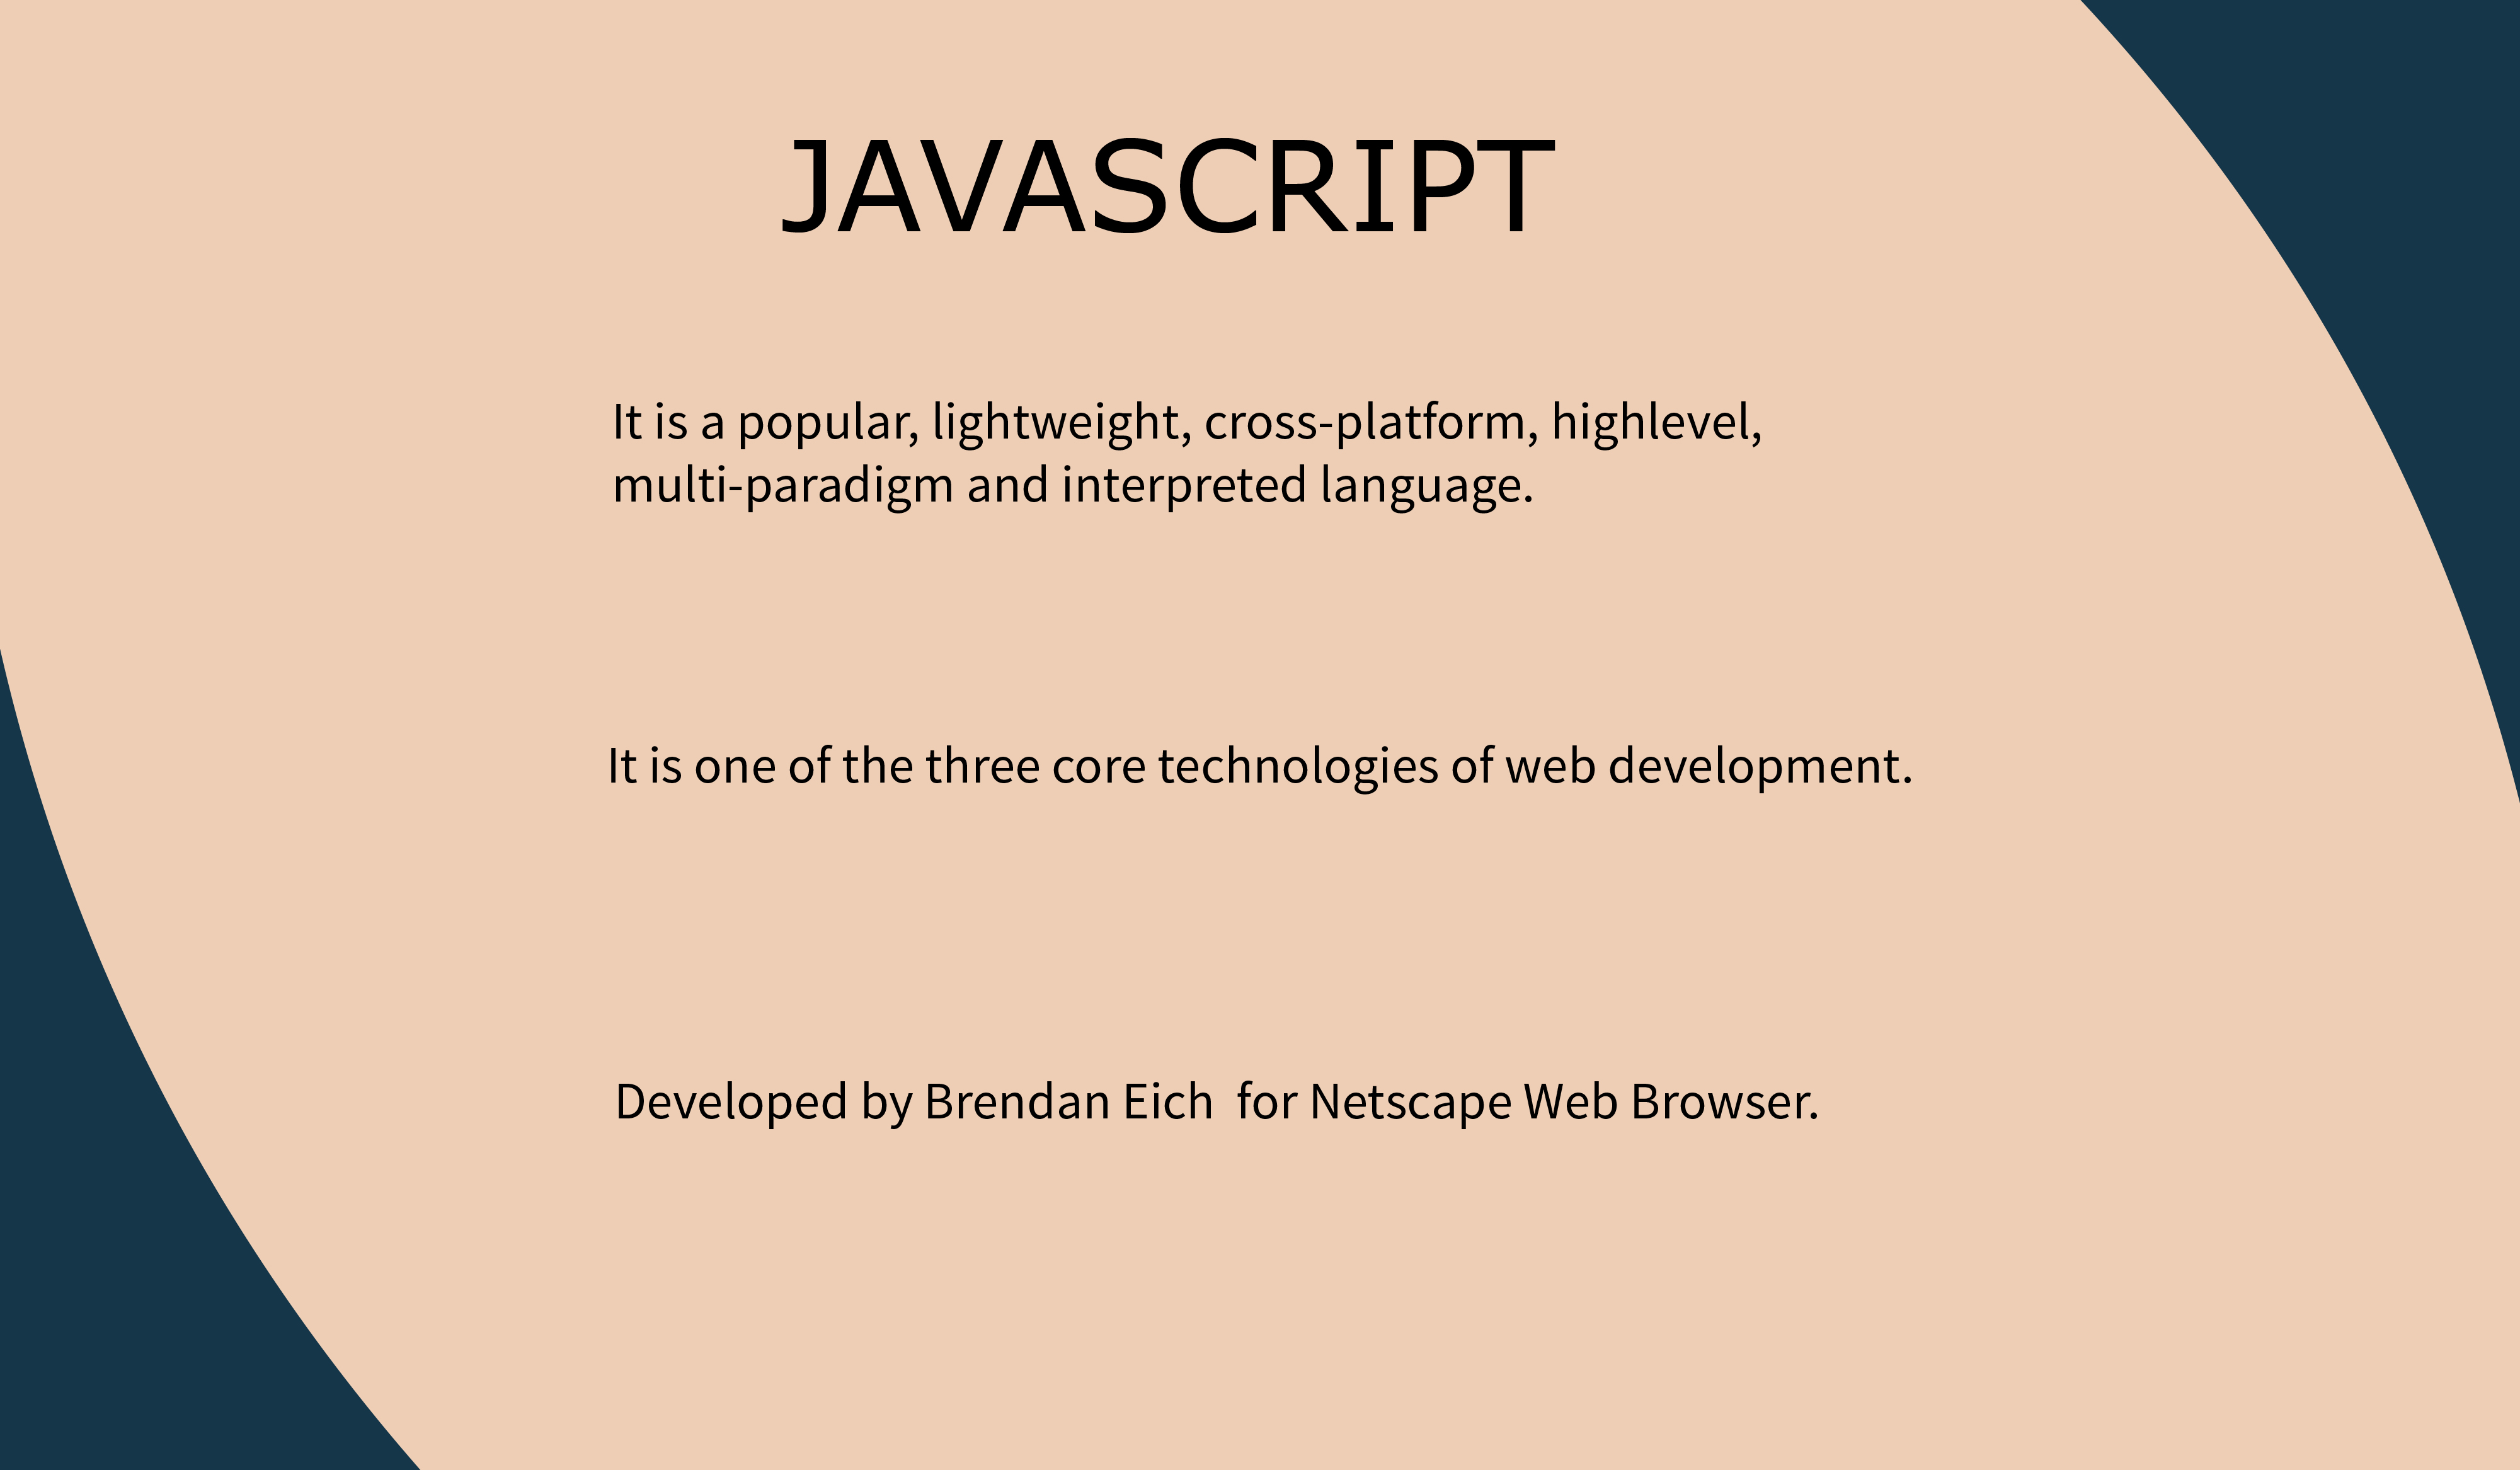 JAVASCRIPT
It is a popular, lightweight, cross-platform, highlevel,
multi-paradigm and interpreted language.
It is one of the three core technologies of web development.
Developed by Brendan Eich  for Netscape Web Browser.